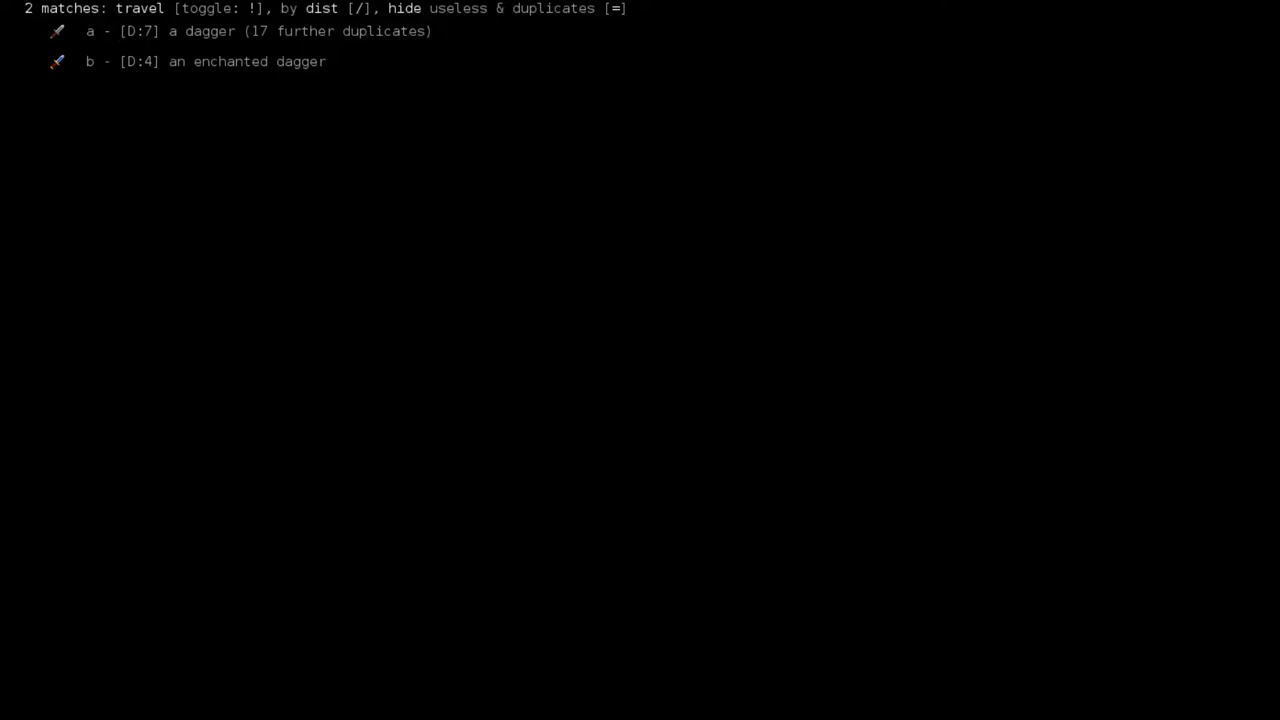 2 matches: travel [toggle: !], by dist [/], hide useless & duplicates [=]
a - [D:7] a dagger (17 further duplicates)
b - [D:4] an enchanted dagger